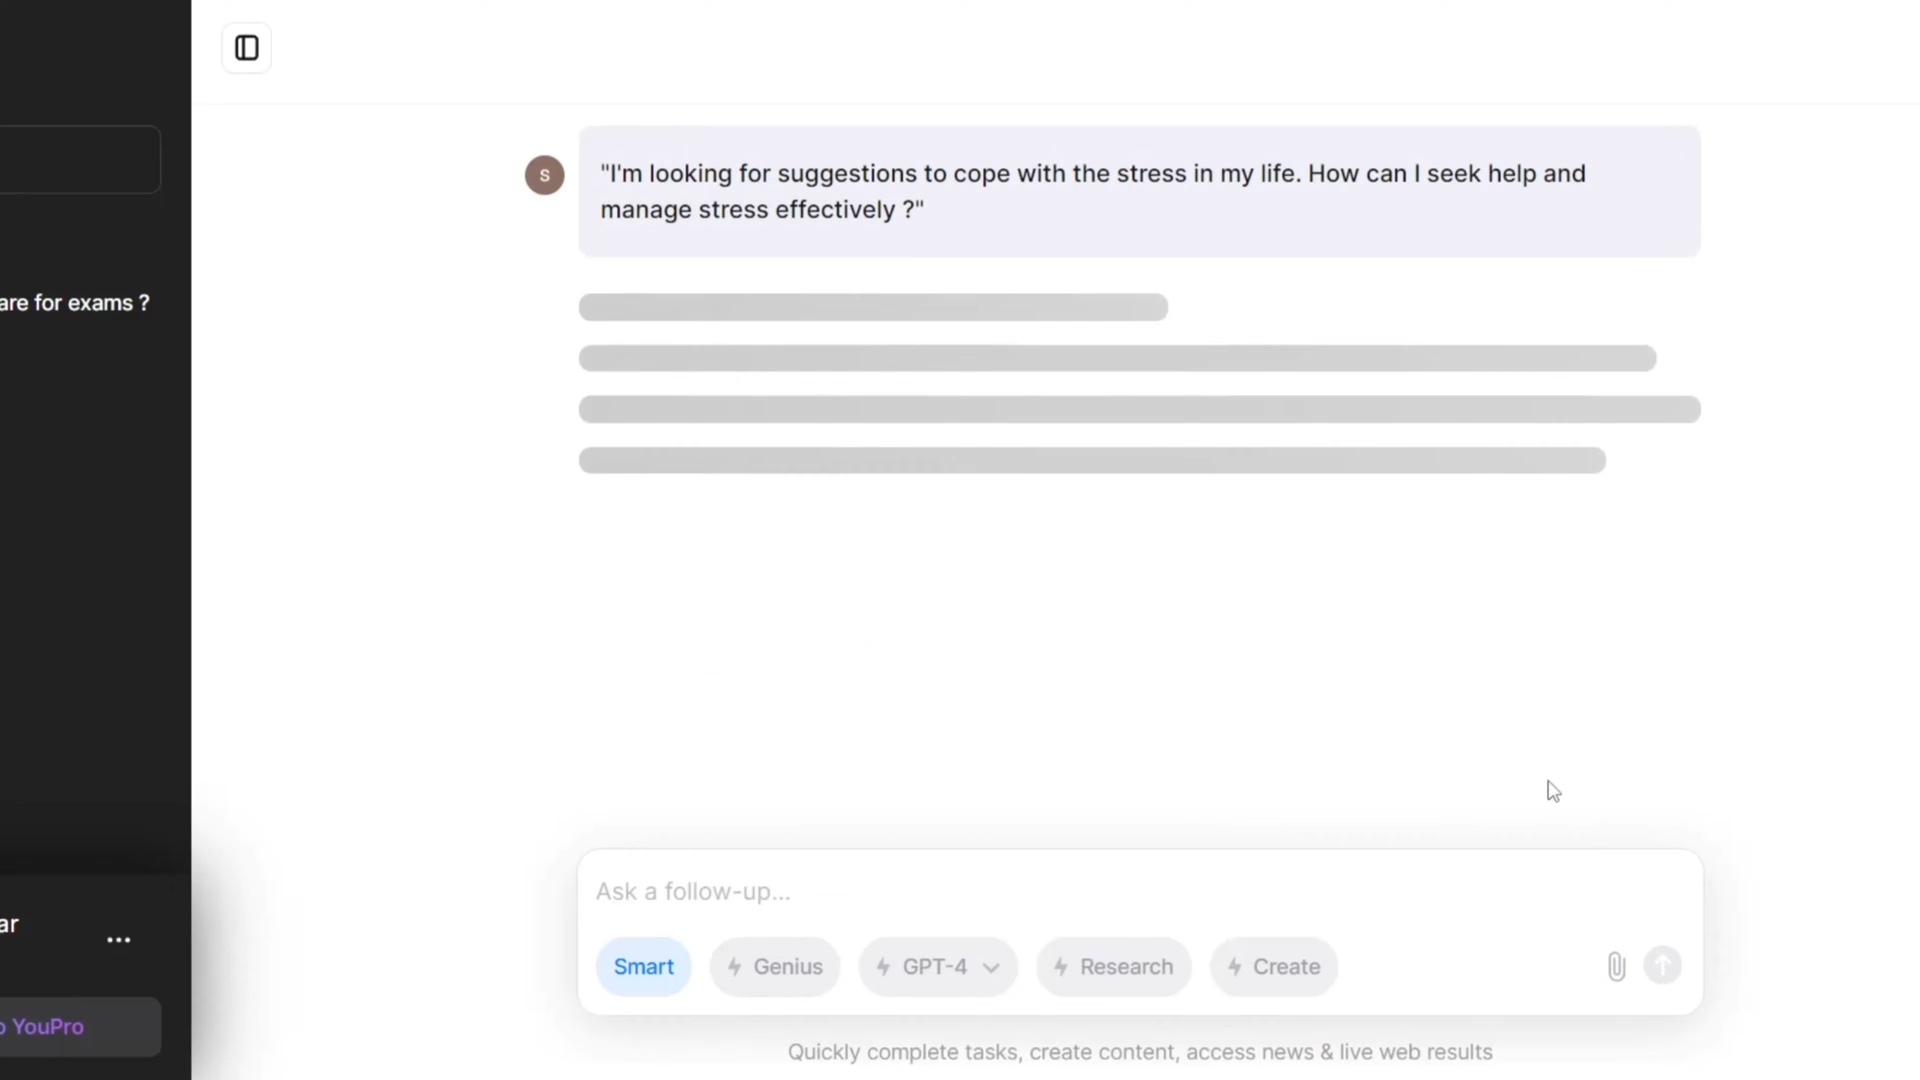 S
"I'm looking for suggestions to cope with the stress in my life. How can I seek help and
manage stress effectively ?"
are for exams ?
Ask a follow-up...
ar
Smart
Genius
GPT-4
Research
Create
o YouPro
Quickly complete tasks, create content, access news & live web results